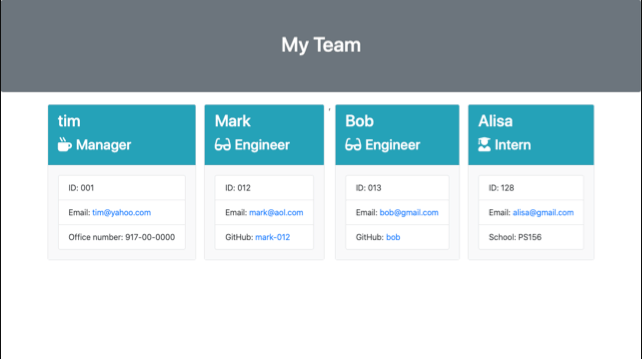 My Team
tim
Manager
ID: 001
Email: tim@yahoo.com
Office number: 917-00-0000
Mark
Engineer
ID: 012
Email: mark@aol.com
GitHub: mark-012
,
Bob
Engineer
ID: 013
Email: bob@gmail.com
GitHub: bob
Alisa
Intern
ID: 128
Email: alisa@gmail.com
School: PS156